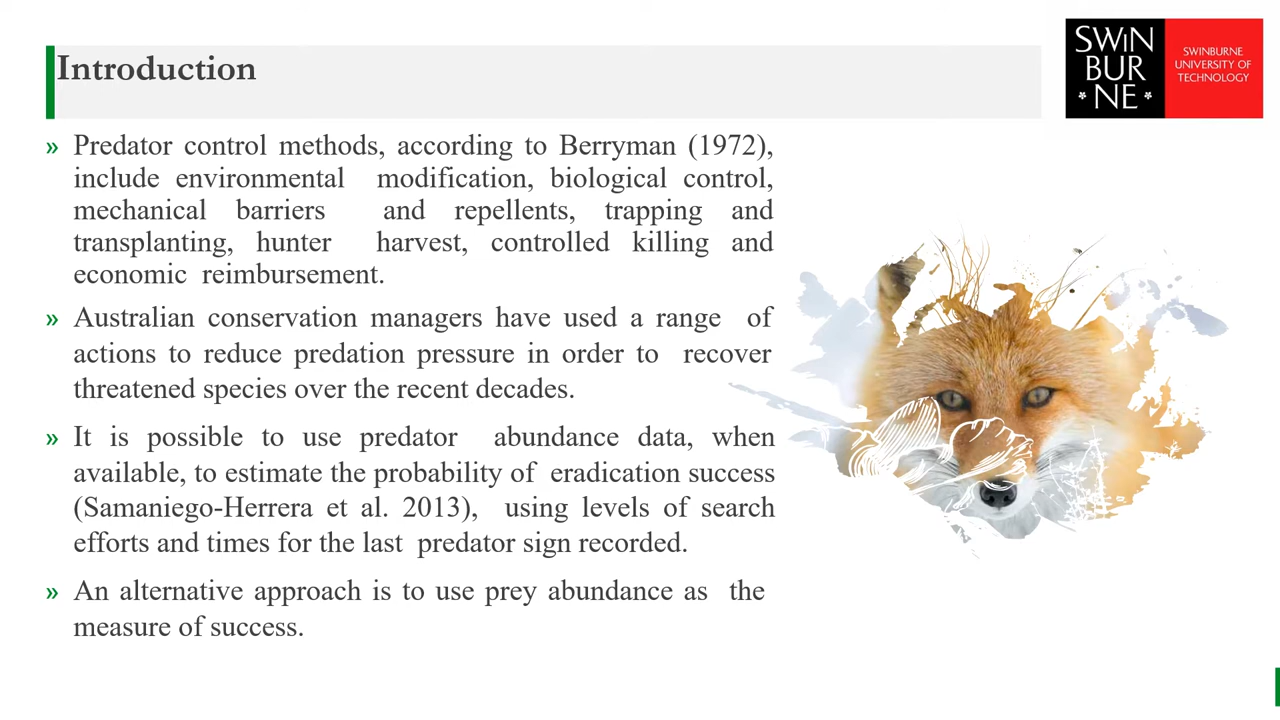 Introduction
SWiN
BUR
*NE*
SWINBURNE
UNIVERSITY OF
TECHNOLOGY
» Predator control methods, according to Berryman (1972),
include environmental modification, biological control,
mechanical barriers and repellents, trapping and
transplanting, hunter harvest, controlled killing and
economic reimbursement.
» Australian conservation managers have used a range of
actions to reduce predation pressure in order to recover
threatened species over the recent decades.
» It is possible to use predator abundance data, when
available, to estimate the probability of eradication success
(Samaniego-Herrera et al. 2013), using levels of search
efforts and times for the last predator sign recorded.
» An alternative approach is to use prey abundance as the
measure of success.